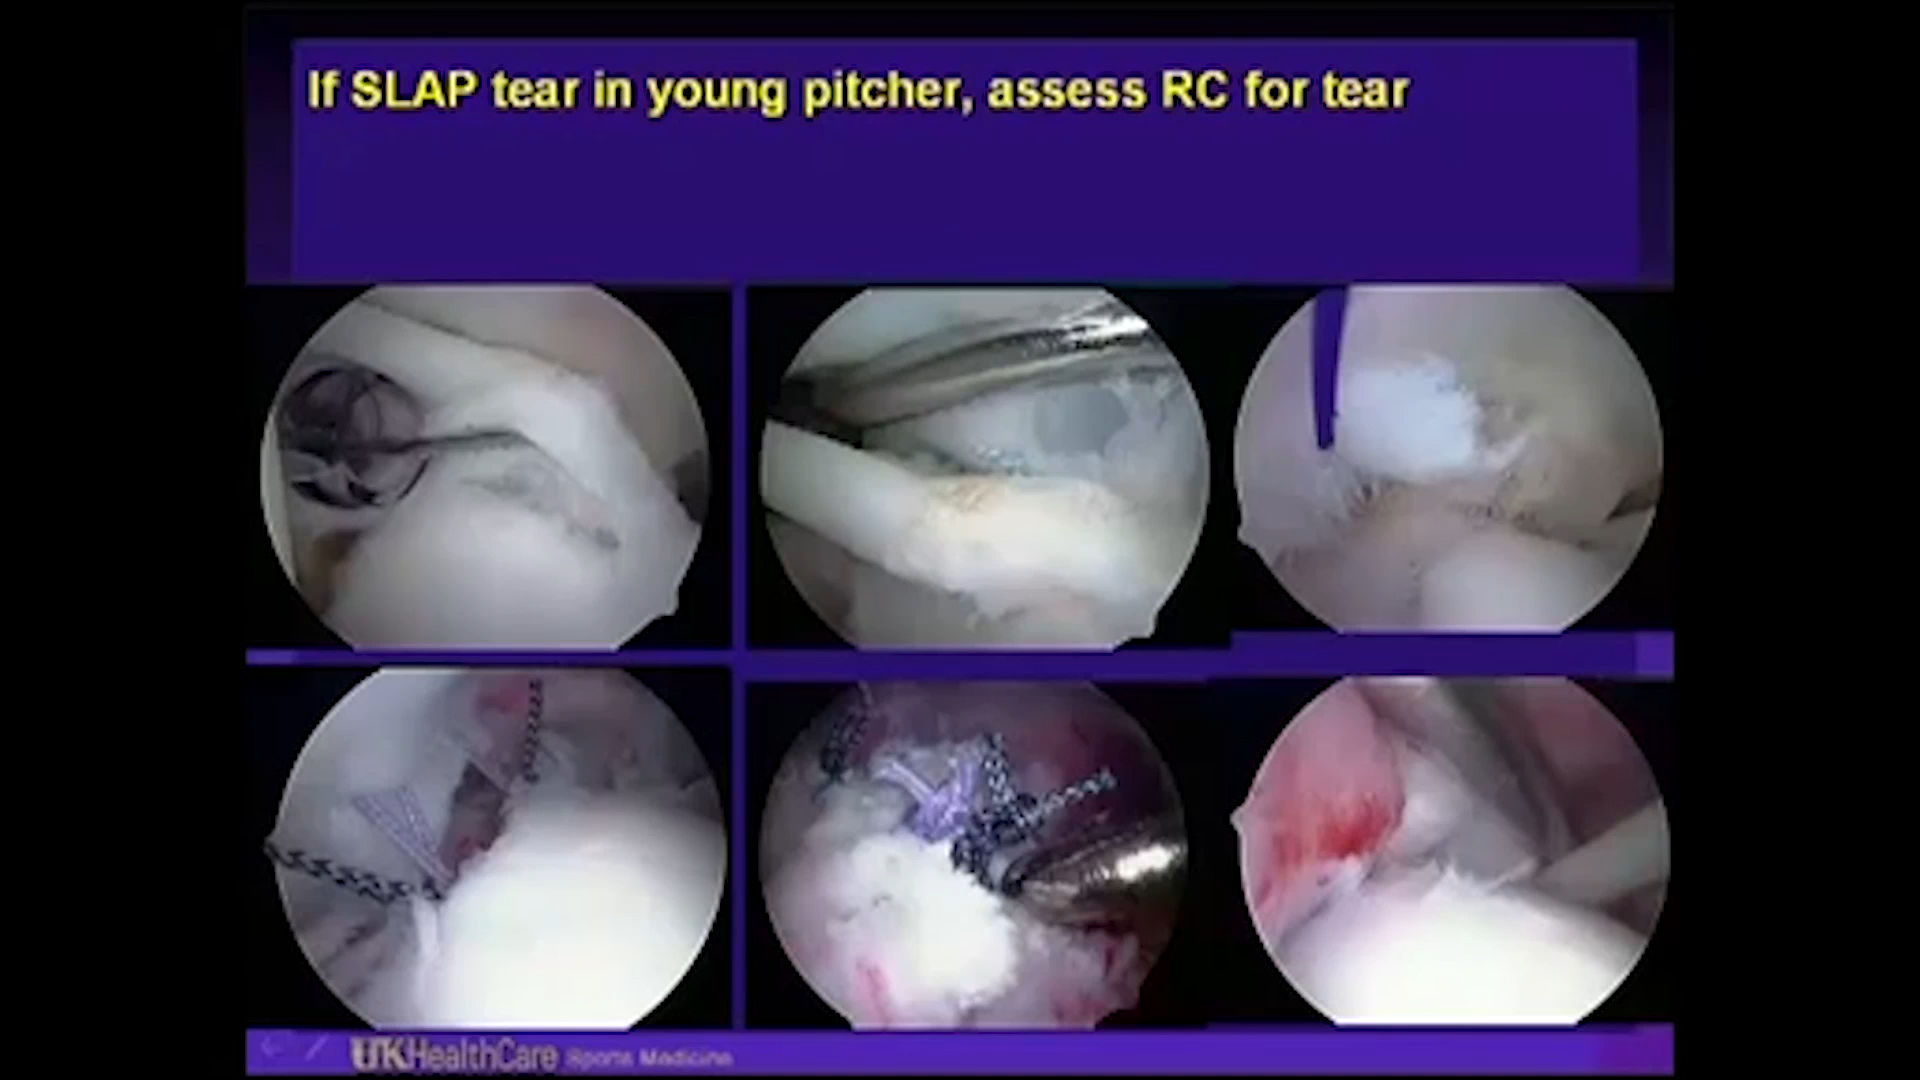 If SLAP tear in young pitcher, assess RC for tear
UKHealthCare Sports Medicine